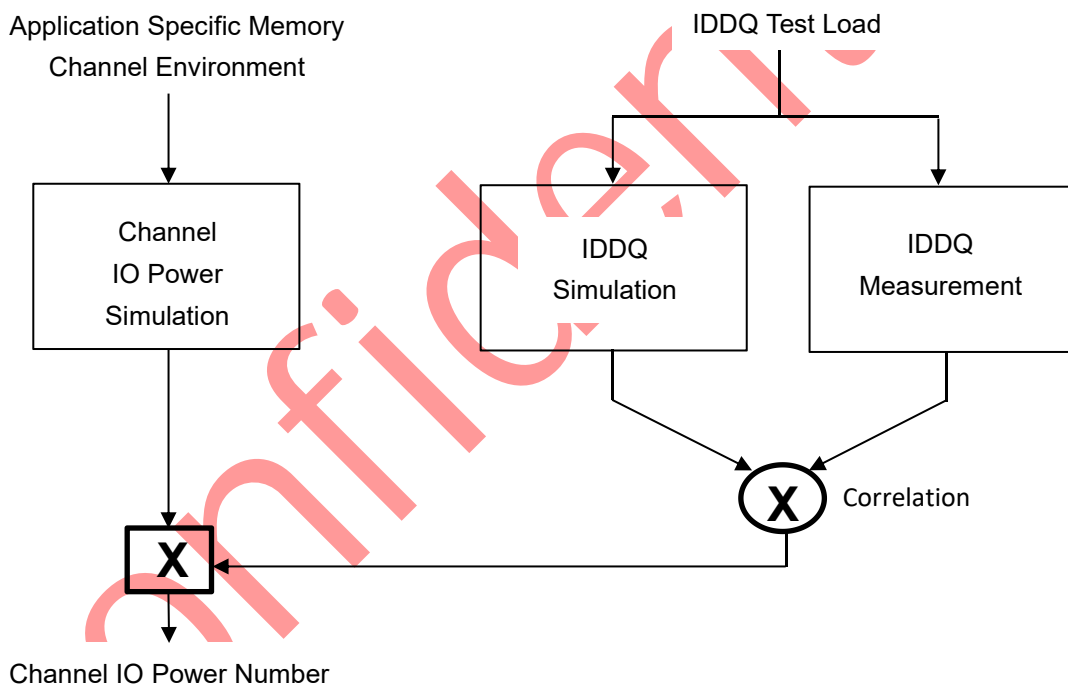 Application Specific Memory
Channel Environment
IDDQ Test Load
Channel
IO Power
Simulation
IDDQ
Simulation
IDDQ
Measurement
X
Correlation
X
Channel IO Power Number